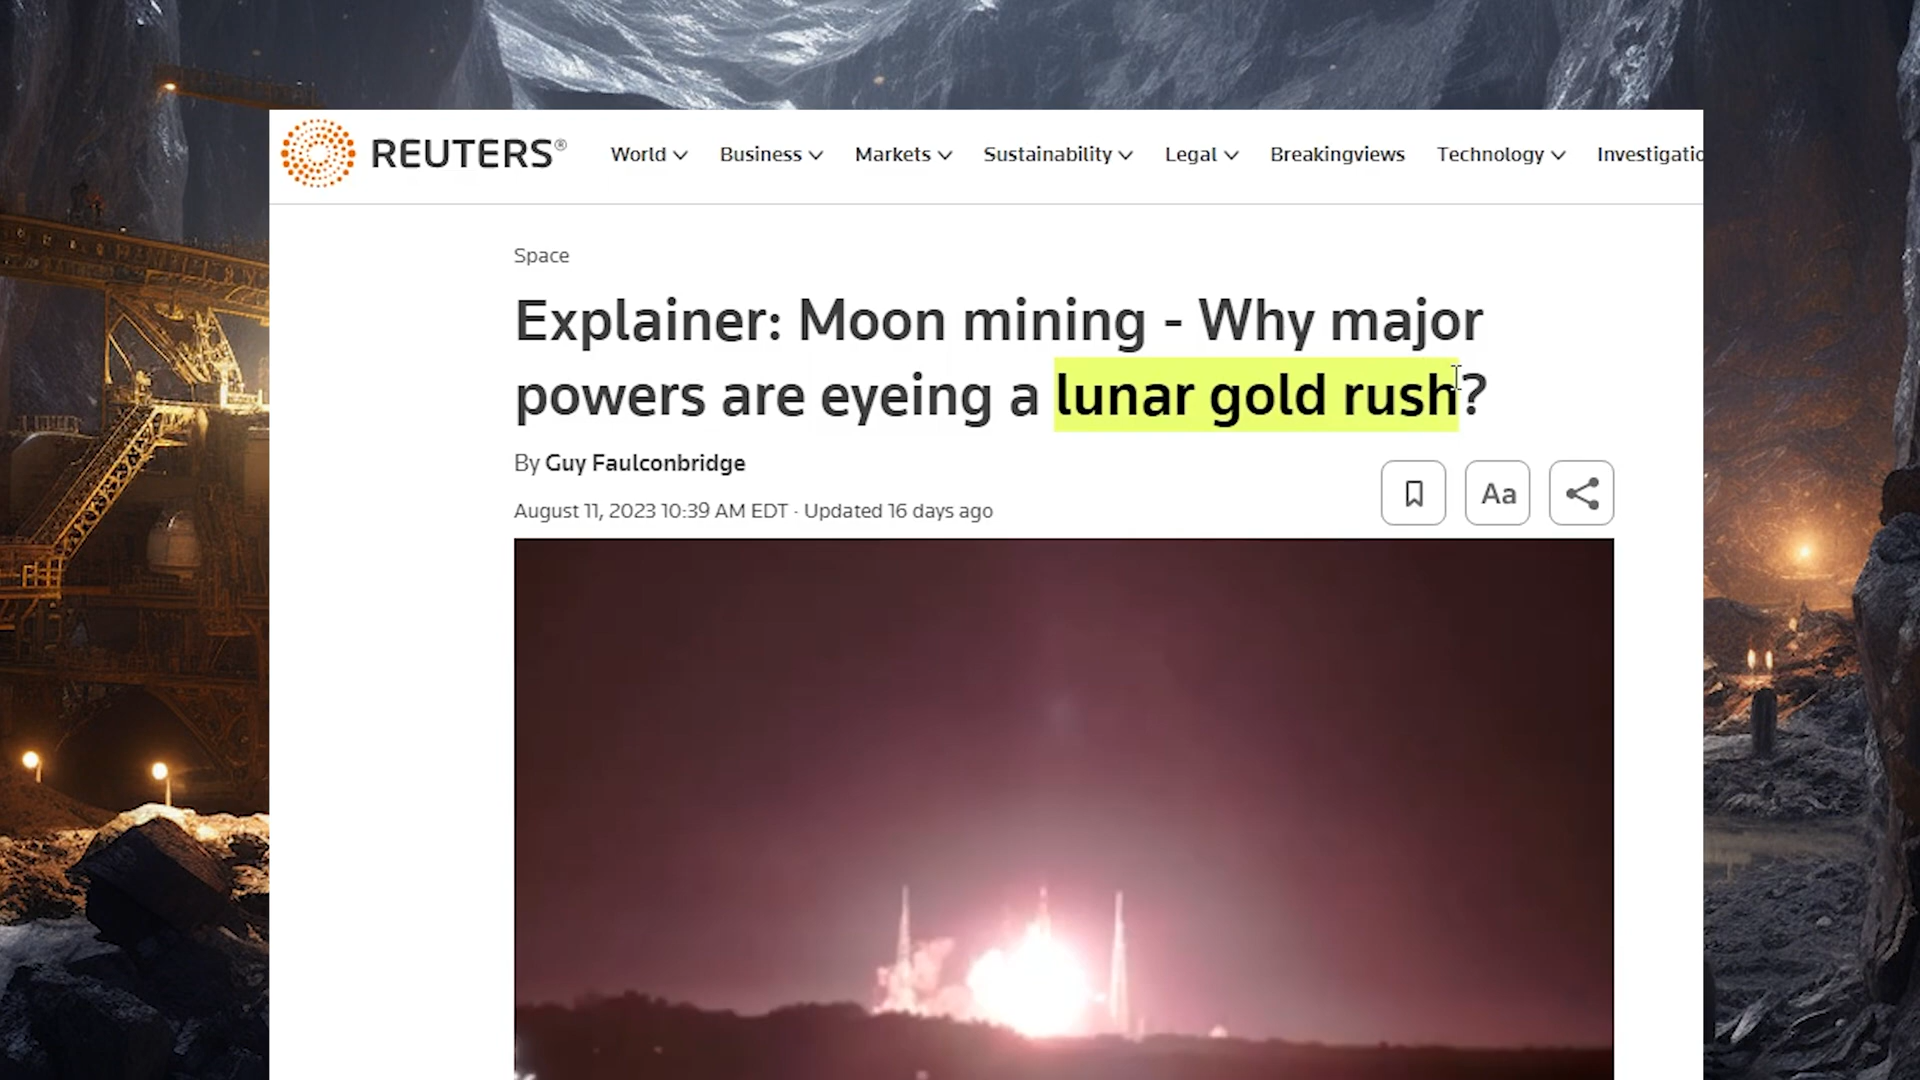 REUTERS®
World Business Markets Sustainability Legal Breakingviews Technology Investigatio
Space
Explainer: Moon mining - Why major
powers are eyeing a lunar gold rush?
By Guy Faulconbridge
August 11, 2023 10:39 AM EDT · Updated 16 days ago
Aa